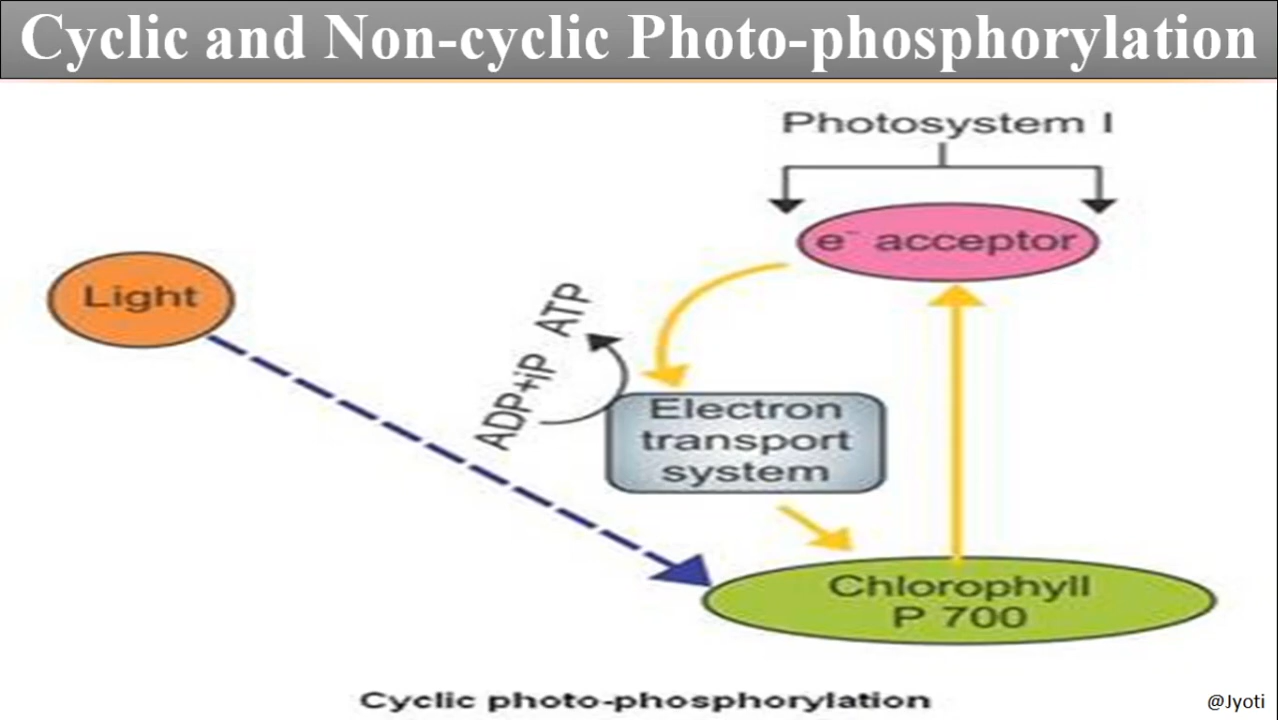 Cyclic and Non-cyclic Photo-phosphorylation
Photosystem I
e⁻ acceptor
Light
ADP+iP ATP
Electron
transport
system
Chlorophyll
P 700
Cyclic photo-phosphorylation
@Jyoti